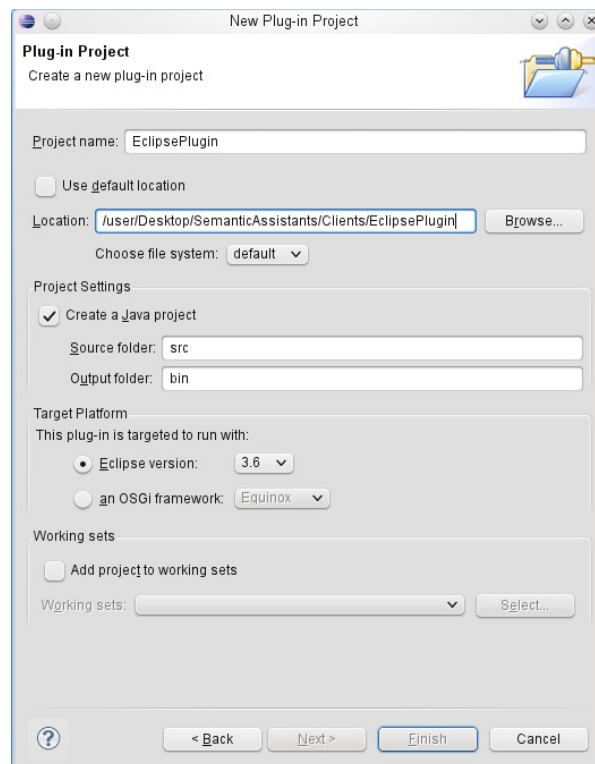 New Plug-in Project
Plug-in Project
Create a new plug-in project
Project name: EclipsePlugin
Use default location
Location: /user/Desktop/SemanticAssistants/Clients/EclipsePlugin Browse...
Choose file system: default
Project Settings
Create a Java project
Source folder: src
Output folder: bin
Target Platform
This plug-in is targeted to run with:
Eclipse version: 3.6
an OSGi framework: Equinox
Working sets
Add project to working sets
Working sets: Select...
? < Back Next > Finish Cancel